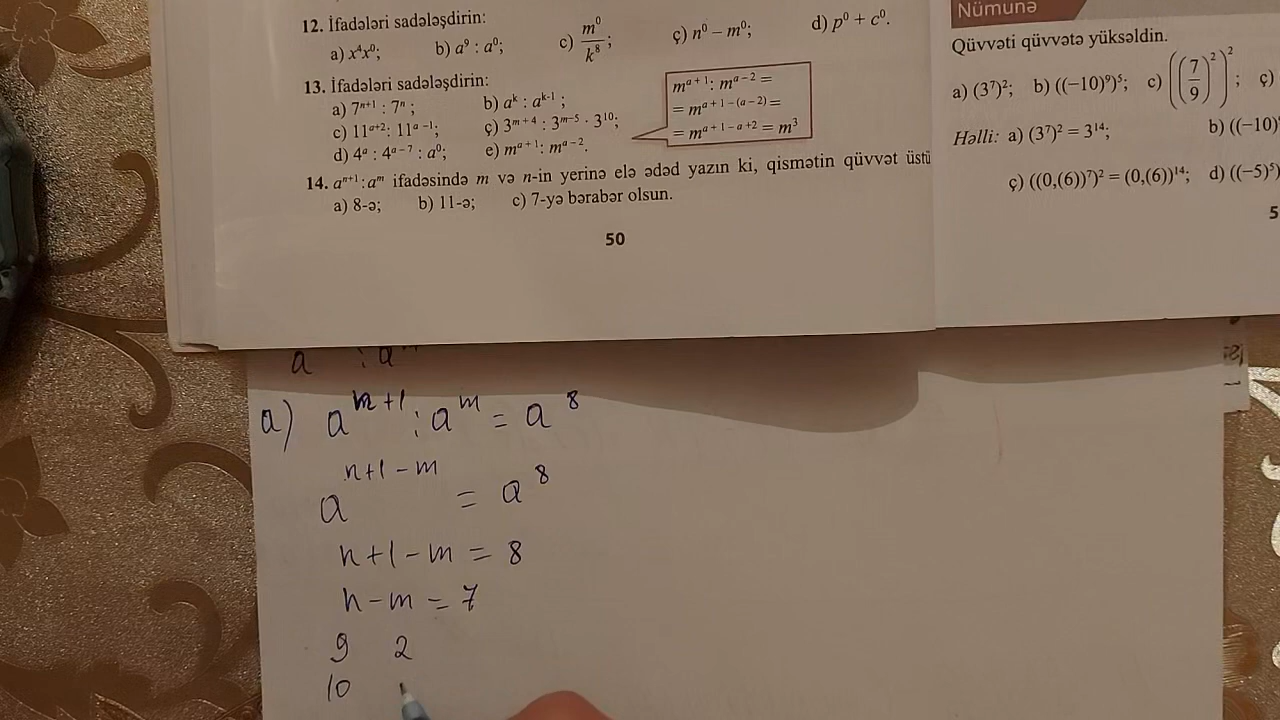 12. İfadələri sadələşdirin:
a) x⁴x⁰; b) a⁹ : a⁰; c) m⁰/k⁸; ç) n⁰ – m⁰; d) p⁰ + c⁰.
13. İfadələri sadələşdirin:
a) 7ⁿ⁺¹ : 7ⁿ; b) aᵏ : aᵏ⁻¹;
c) 11ᵃ⁺²: 11ᵃ⁻¹; ç) 3ᵐ⁺⁴ : 3ᵐ⁻⁵ · 3¹⁰;
d) 4ᵃ : 4ᵃ⁻⁷ : a⁰; e) mᵃ⁺¹: mᵃ⁻².
mᵃ⁺¹: mᵃ⁻² =
= mᵃ⁺¹⁻⁽ᵃ⁻²⁾ =
= mᵃ⁺¹⁻ᵃ⁺² = m³
14. aⁿ⁺¹:aᵐ ifadəsində m və n-in yerinə elə ədəd yazın ki, qismətin qüvvət üstü
a) 8-ə; b) 11-ə; c) 7-yə bərabər olsun.
50
Nümunə
Qüvvəti qüvvətə yüksəldin.
a) (3⁷)²; b) ((–10)⁹)⁵; c) ((7/9)²)²; ç)
Həlli: a) (3⁷)² = 3¹⁴; b) ((–10)
ç) ((0,(6))⁷)² = (0,(6))¹⁴; d) ((–5)⁵)
5
a) aⁿ⁺¹ : aᵐ = a⁸
aⁿ⁺¹⁻ᵐ = a⁸
n+1–m = 8
n–m = 7
9 2
10